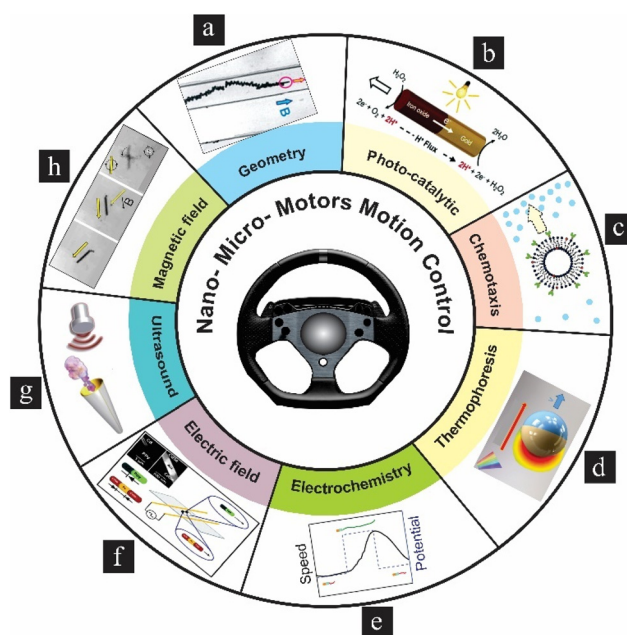 a
b
c
d
e
f
g
h
Nano- Micro- Motors Motion Control
Geometry
B
Photo-catalytic
H₂O₂
2e + O₂ + 2H⁺
Iron oxide
Gold
H⁺ Flux
2H₂O
2H⁺ + 2e + H₂O₂
Chemotaxis
Thermophoresis
Electrochemistry
Speed
Potential
Electric field
Ultrasound
Magnetic field
B